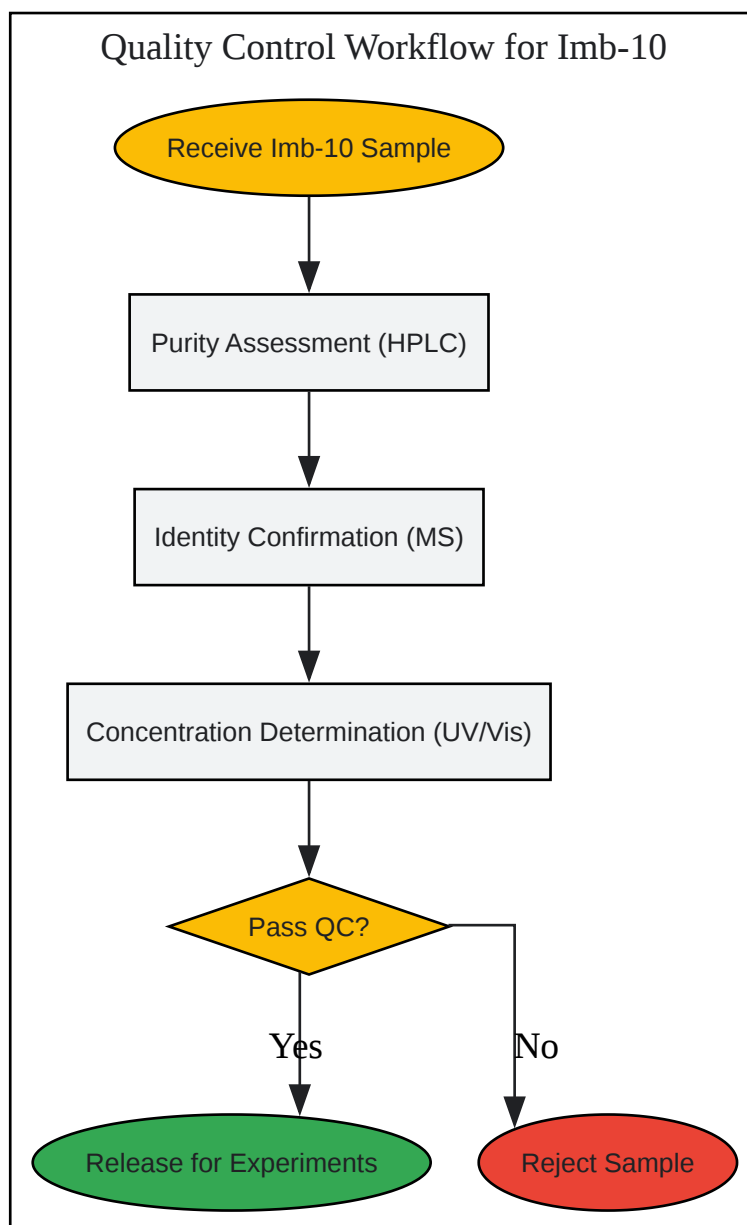 Quality Control Workflow for Imb-10
Receive Imb-10 Sample
Purity Assessment (HPLC)
Identity Confirmation (MS)
Concentration Determination (UV/Vis)
Pass QC?
Yes
No
Release for Experiments
Reject Sample